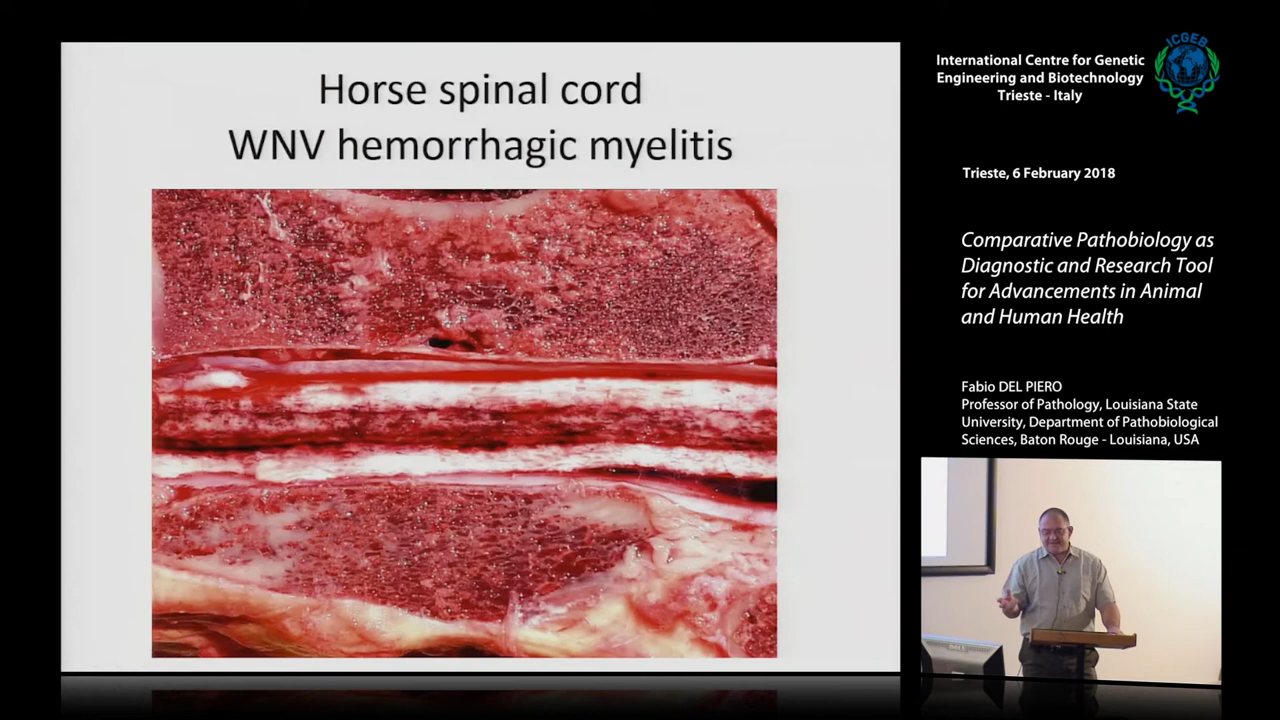 Horse spinal cord
WNV hemorrhagic myelitis
International Centre for Genetic
Engineering and Biotechnology
Trieste - Italy
ICGEB
Trieste, 6 February 2018
Comparative Pathobiology as
Diagnostic and Research Tool
for Advancements in Animal
and Human Health
Fabio DEL PIERO
Professor of Pathology, Louisiana State
University, Department of Pathobiological
Sciences, Baton Rouge - Louisiana, USA
DELL